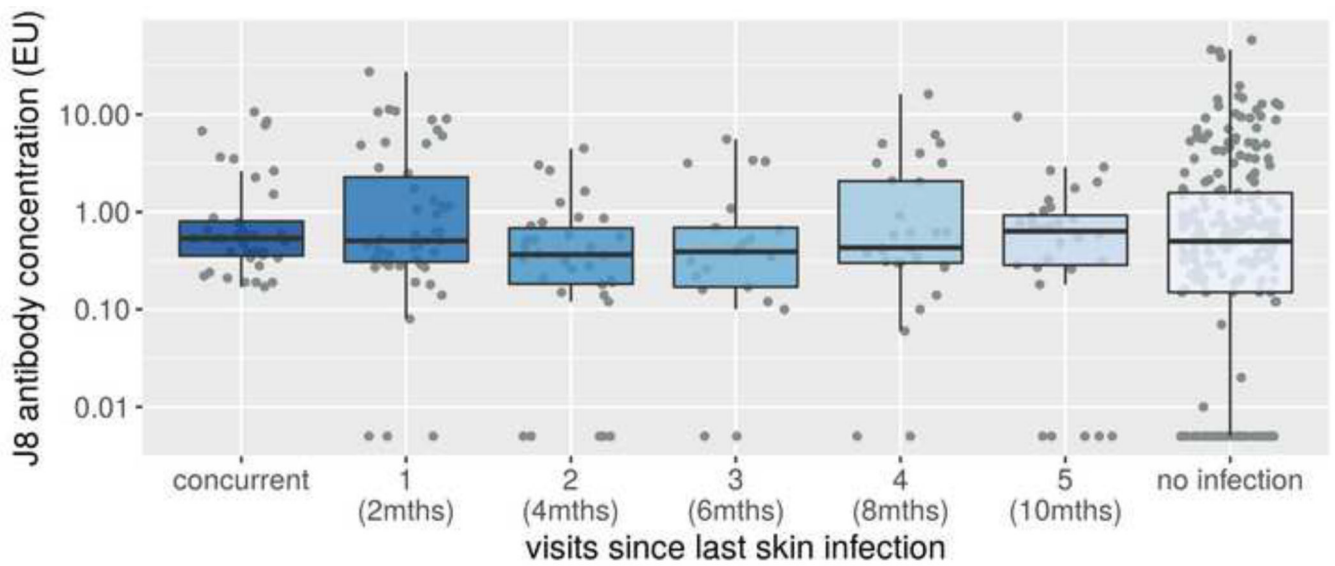 J8 antibody concentration (EU)
10.00
1.00
0.10
0.01
concurrent 1 2 3 4 5 no infection
(2mths) (4mths) (6mths) (8mths) (10mths)
visits since last skin infection